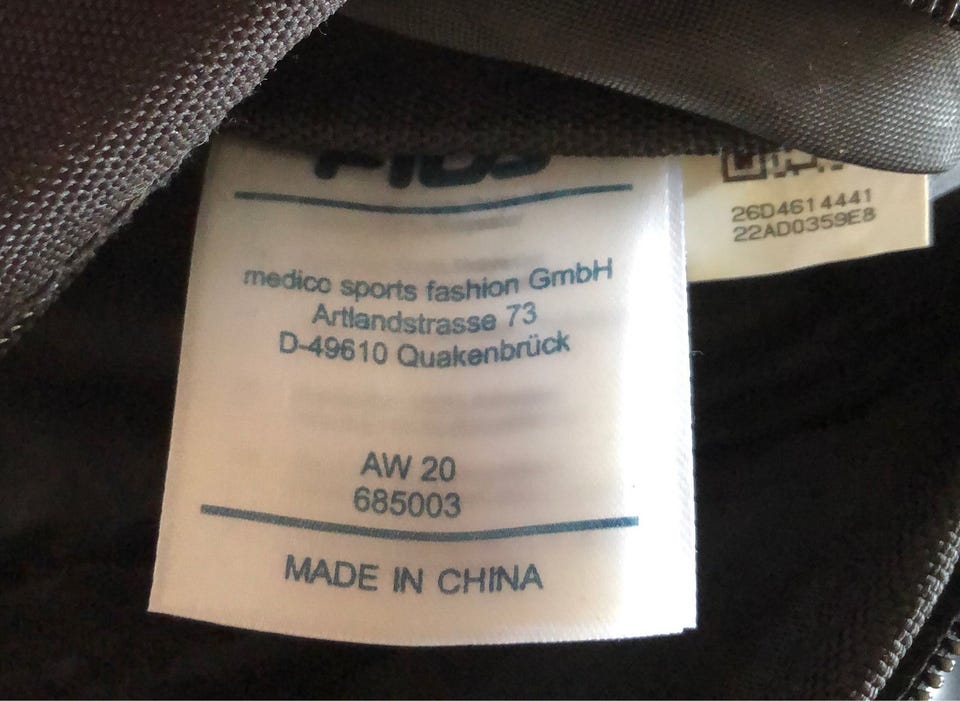 medico sports fashion GmbH
Artlandstrasse 73
D-49610 Quakenbrück
AW 20
685003
MADE IN CHINA
26D4614441
22AD0359E8